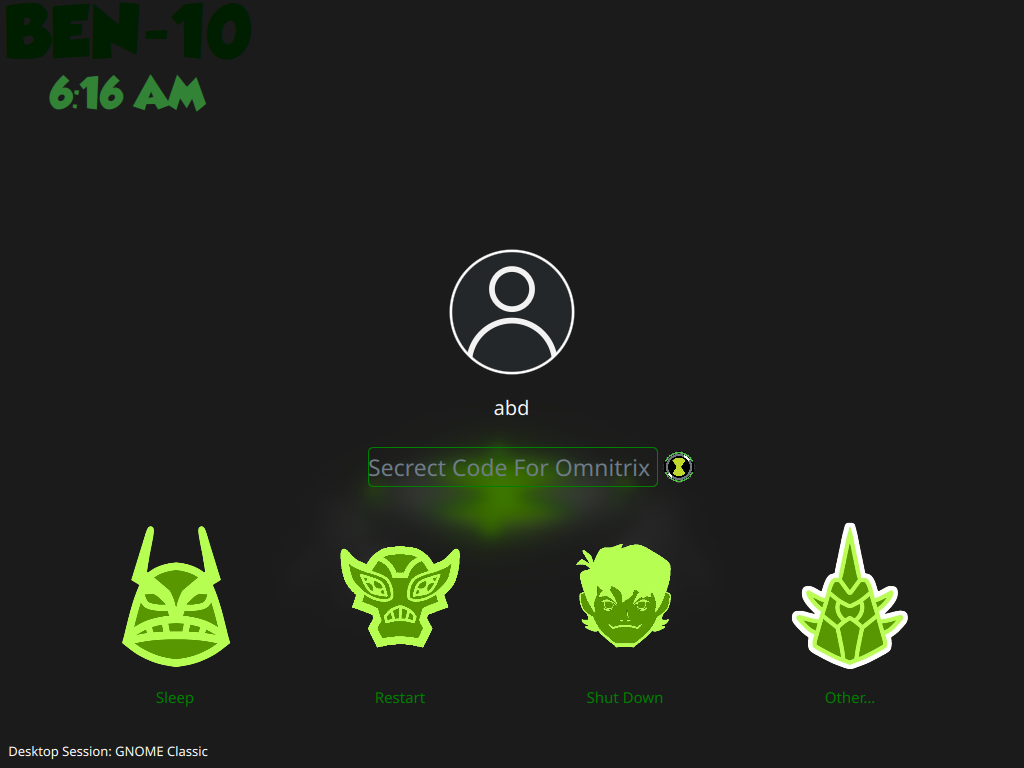 BEN-10
6:16 AM
abd
Secrect Code For Omnitrix
Sleep
Restart
Shut Down
Other...
Desktop Session: GNOME Classic